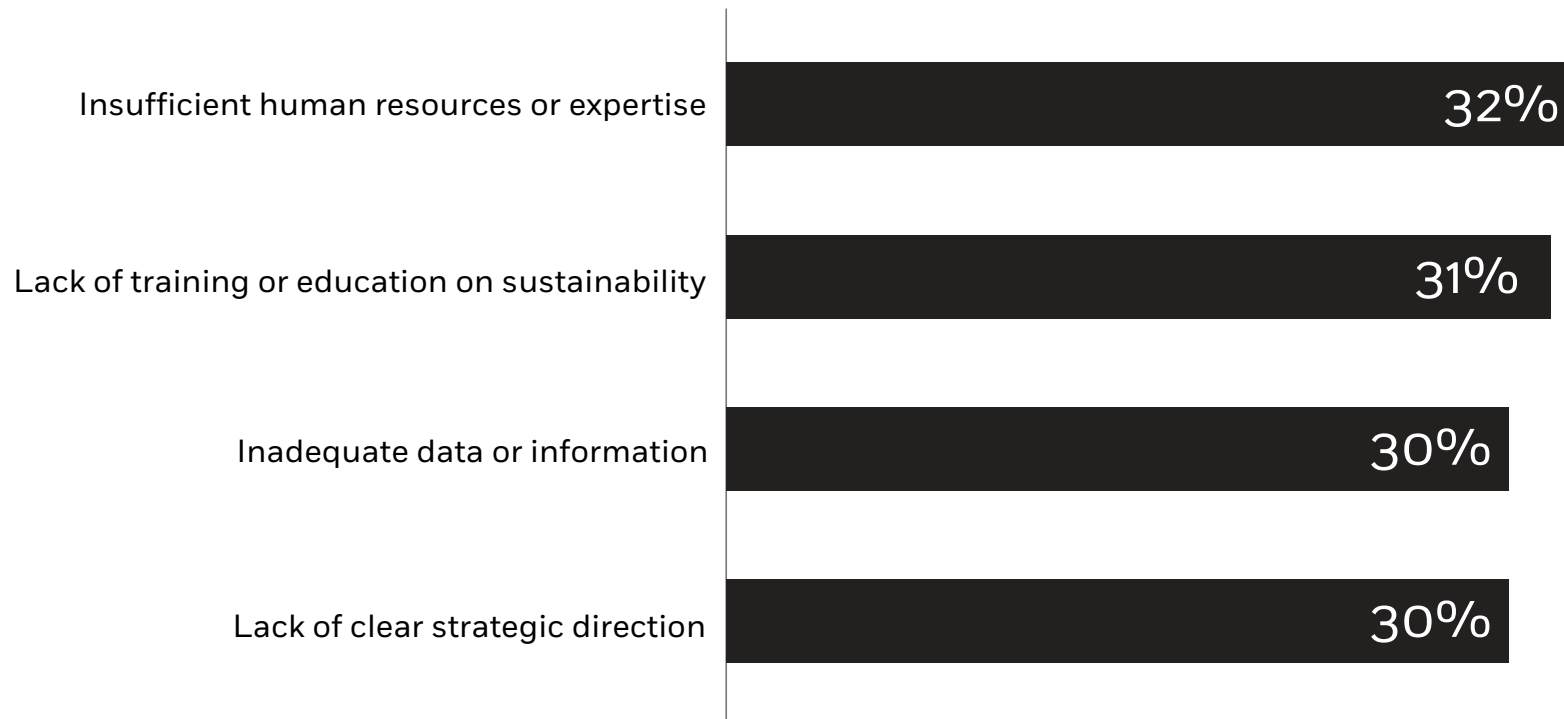 Insufficient human resources or expertise 32%
Lack of training or education on sustainability 31%
Inadequate data or information 30%
Lack of clear strategic direction 30%